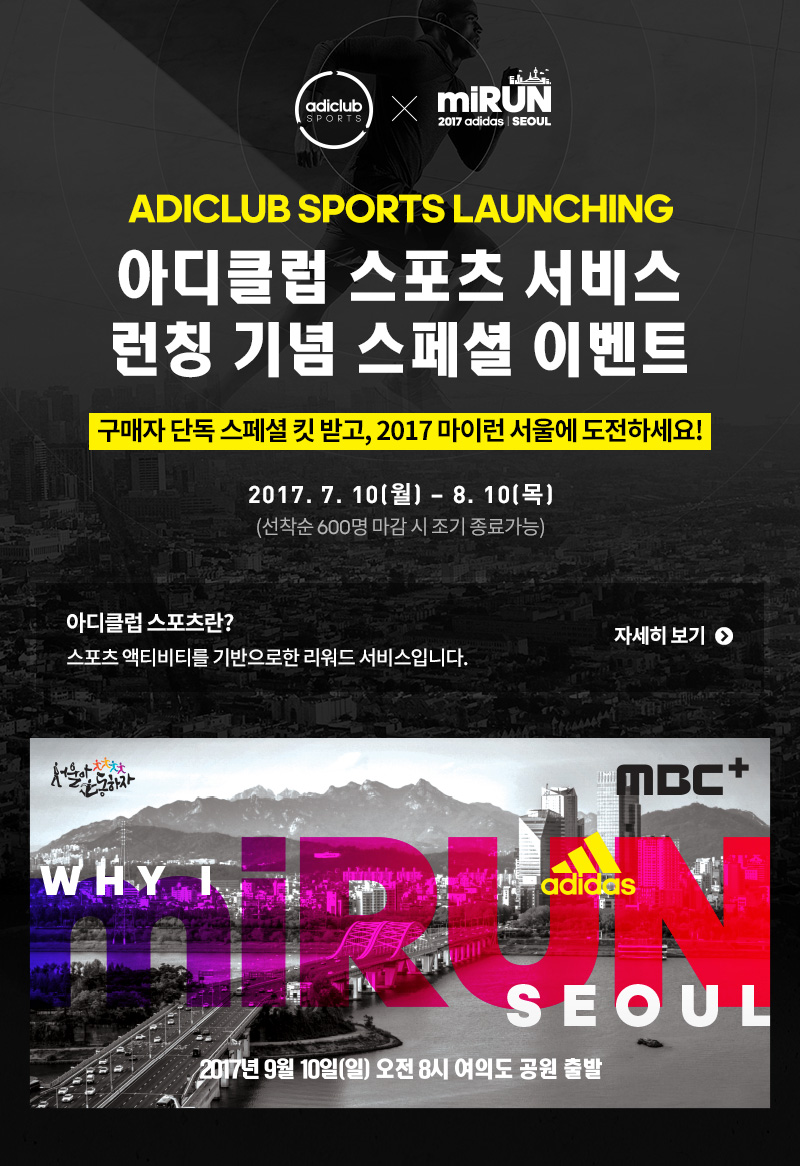 adiclub
SPORTS
miRUN
2017 adidas | SEOUL
ADICLUB SPORTS LAUNCHING
아디클럽 스포츠 서비스
런칭 기념 스페셜 이벤트
구매자 단독 스페셜 킷 받고, 2017 마이런 서울에 도전하세요!
2017. 7. 10(월) – 8. 10(목)
(선착순 600명 마감 시 조기 종료가능)
아디클럽 스포츠란?
자세히 보기
스포츠 액티비티를 기반으로한 리워드 서비스입니다.
서울아 운동하자
MBC+
WHY I
miRUN
adidas
SEOUL
2017년 9월 10일(일) 오전 8시 여의도 공원 출발